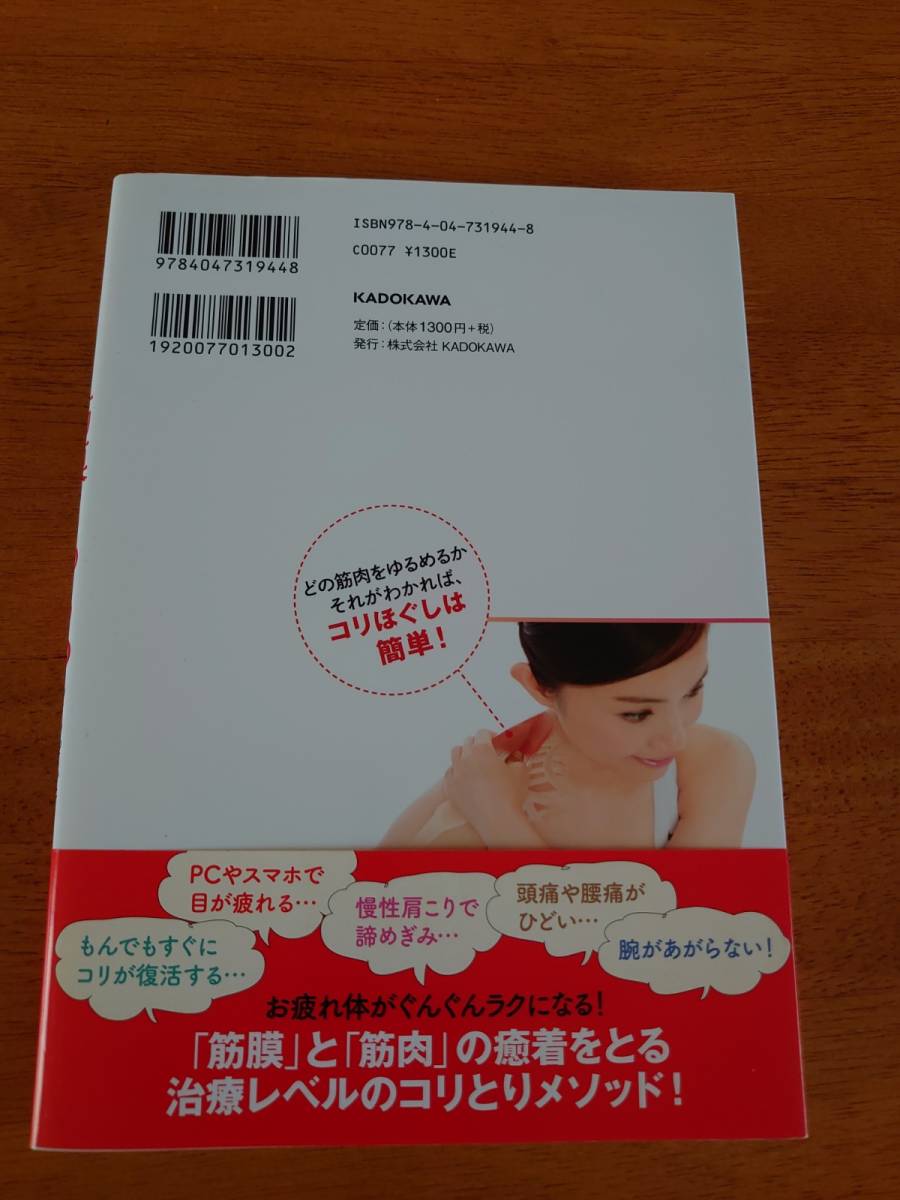 9784047319448
ISBN978-4-04-731944-8
C0077 ¥1300E
1920077013002
KADOKAWA
定価：（本体1300円+税）
発行：株式会社 KADOKAWA
どの筋肉をゆるめるか
それがわかれば、
コリほぐしは
簡単！
PCやスマホで
目が疲れる…
慢性肩こりで
諦めぎみ…
頭痛や腰痛が
ひどい…
もんでもすぐに
コリが復活する…
腕があがらない！
お疲れ体がぐんぐんラクになる！
「筋膜」と「筋肉」の癒着をとる
治療レベルのコリとりメソッド！